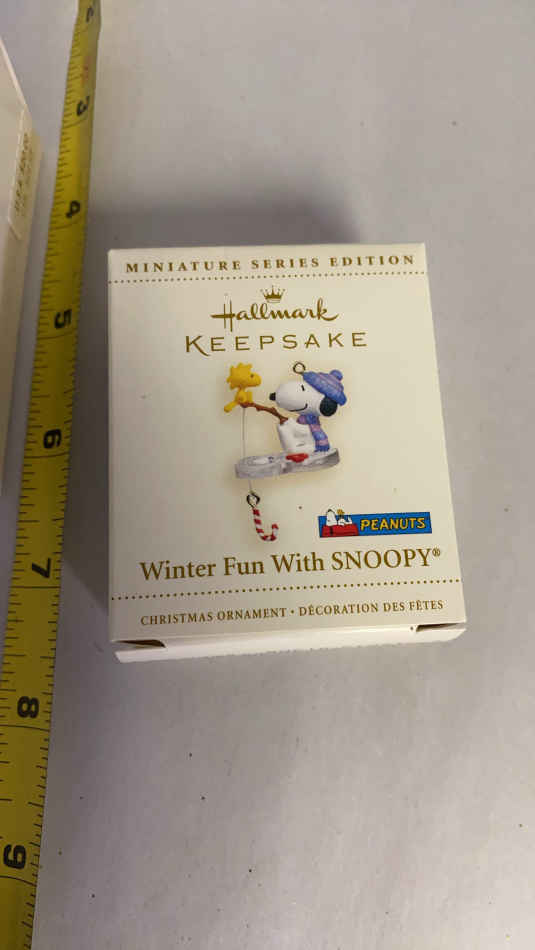 MINIATURE SERIES EDITION
Hallmark
KEEPSAKE
PEANUTS
Winter Fun With SNOOPY®
CHRISTMAS ORNAMENT • DÉCORATION DES FÊTES
2
3
4
5
6
7
8
9